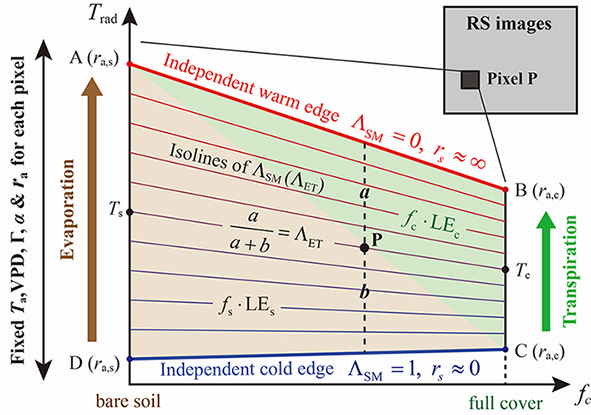 T_rad
RS images
Pixel P
A (r_a,s)
Independent warm edge Λ_SM = 0, r_s ≈ ∞
Isolines of Λ_SM (Λ_ET)
a
B (r_a,c)
f_c · LE_c
T_s
a / a + b = Λ_ET
P
T_c
b
f_s · LE_s
D (r_a,s)
C (r_a,c)
Independent cold edge Λ_SM = 1, r_s ≈ 0
bare soil
full cover
f_c
Fixed T_a, VPD, Γ, α & r_a for each pixel
Evaporation
Transpiration